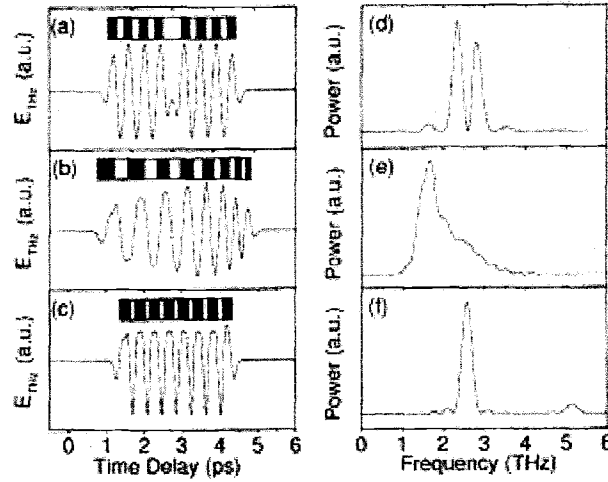 (a)
E_THz (a.u.)
(b)
E_THz (a.u.)
(c)
E_THz (a.u.)
0 1 2 3 4 5 6
Time Delay (ps)
(d)
Power (a.u.)
(e)
Power (a.u.)
(f)
Power (a.u.)
0 1 2 3 4 5 6
Frequency (THz)